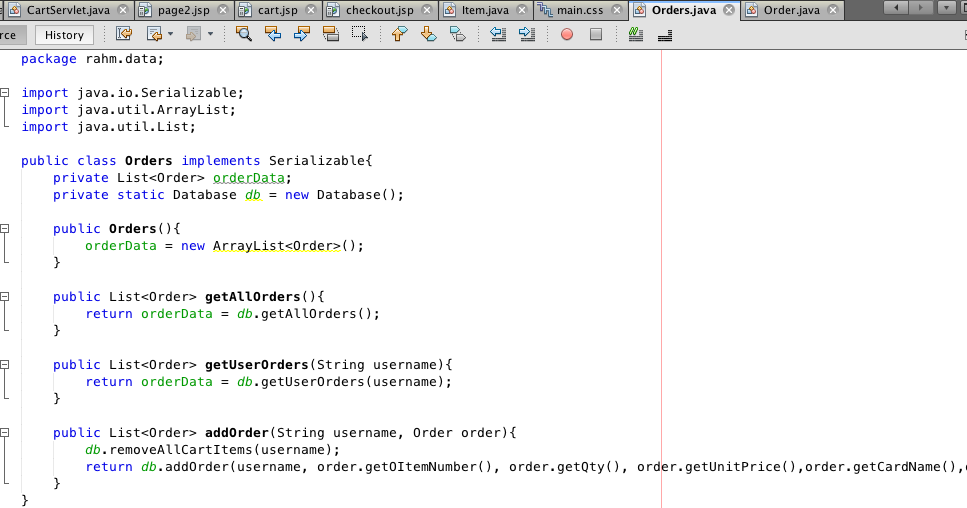 CartServlet.java page2.jsp cart.jsp checkout.jsp Item.java main.css Orders.java Order.java
History
package rahm.data;
import java.io.Serializable;
import java.util.ArrayList;
import java.util.List;
public class Orders implements Serializable{
private List<Order> orderData;
private static Database db = new Database();
public Orders(){
orderData = new ArrayList<Order>();
}
public List<Order> getAllOrders(){
return orderData = db.getAllOrders();
}
public List<Order> getUserOrders(String username){
return orderData = db.getUserOrders(username);
}
public List<Order> addOrder(String username, Order order){
db.removeAllCartItems(username);
return db.addOrder(username, order.getOItemNumber(), order.getQty(), order.getUnitPrice(),order.getCardName(),
}
}